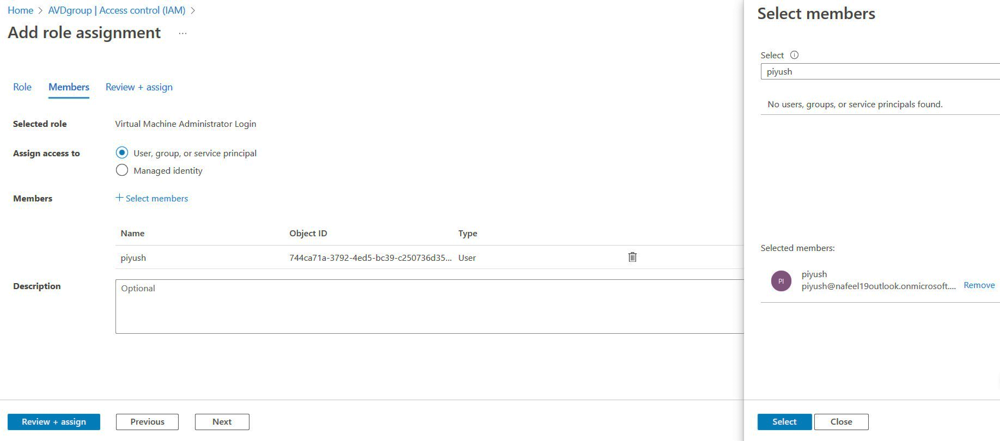 Home > AVDgroup | Access control (IAM) >
Add role assignment ...
Role Members Review + assign
Selected role Virtual Machine Administrator Login
Assign access to User, group, or service principal
Managed identity
Members + Select members
Name Object ID Type
piyush 744ca71a-3792-4ed5-bc39-c250736d35... User
Description Optional
Review + assign Previous Next
Select members
Select
piyush
No users, groups, or service principals found.
Selected members:
PI piyush
piyush@nafeel19outlook.onmicrosoft.... Remove
Select Close